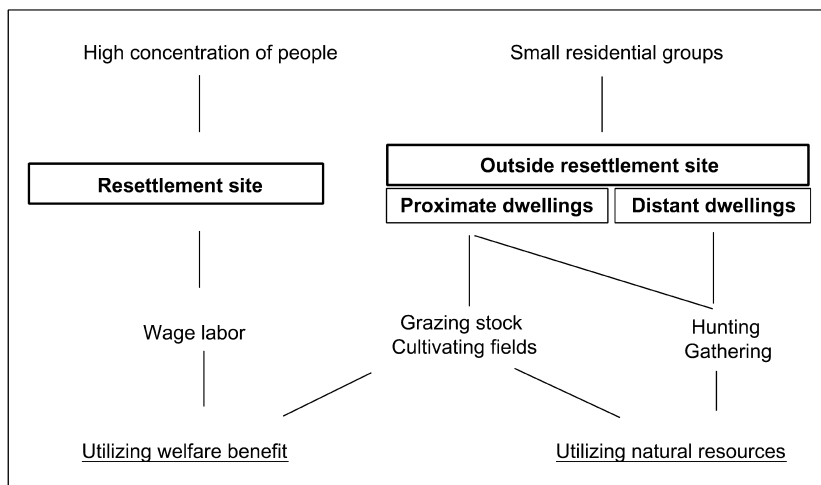 High concentration of people
Small residential groups
Resettlement site
Outside resettlement site
Proximate dwellings
Distant dwellings
Wage labor
Grazing stock
Cultivating fields
Hunting
Gathering
Utilizing welfare benefit
Utilizing natural resources